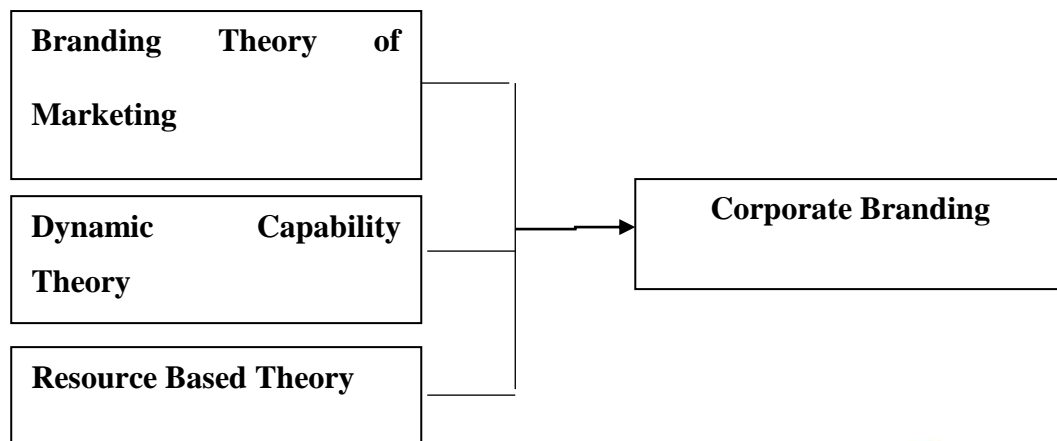 Branding Theory of
Marketing
Dynamic Capability
Theory
Resource Based Theory
Corporate Branding